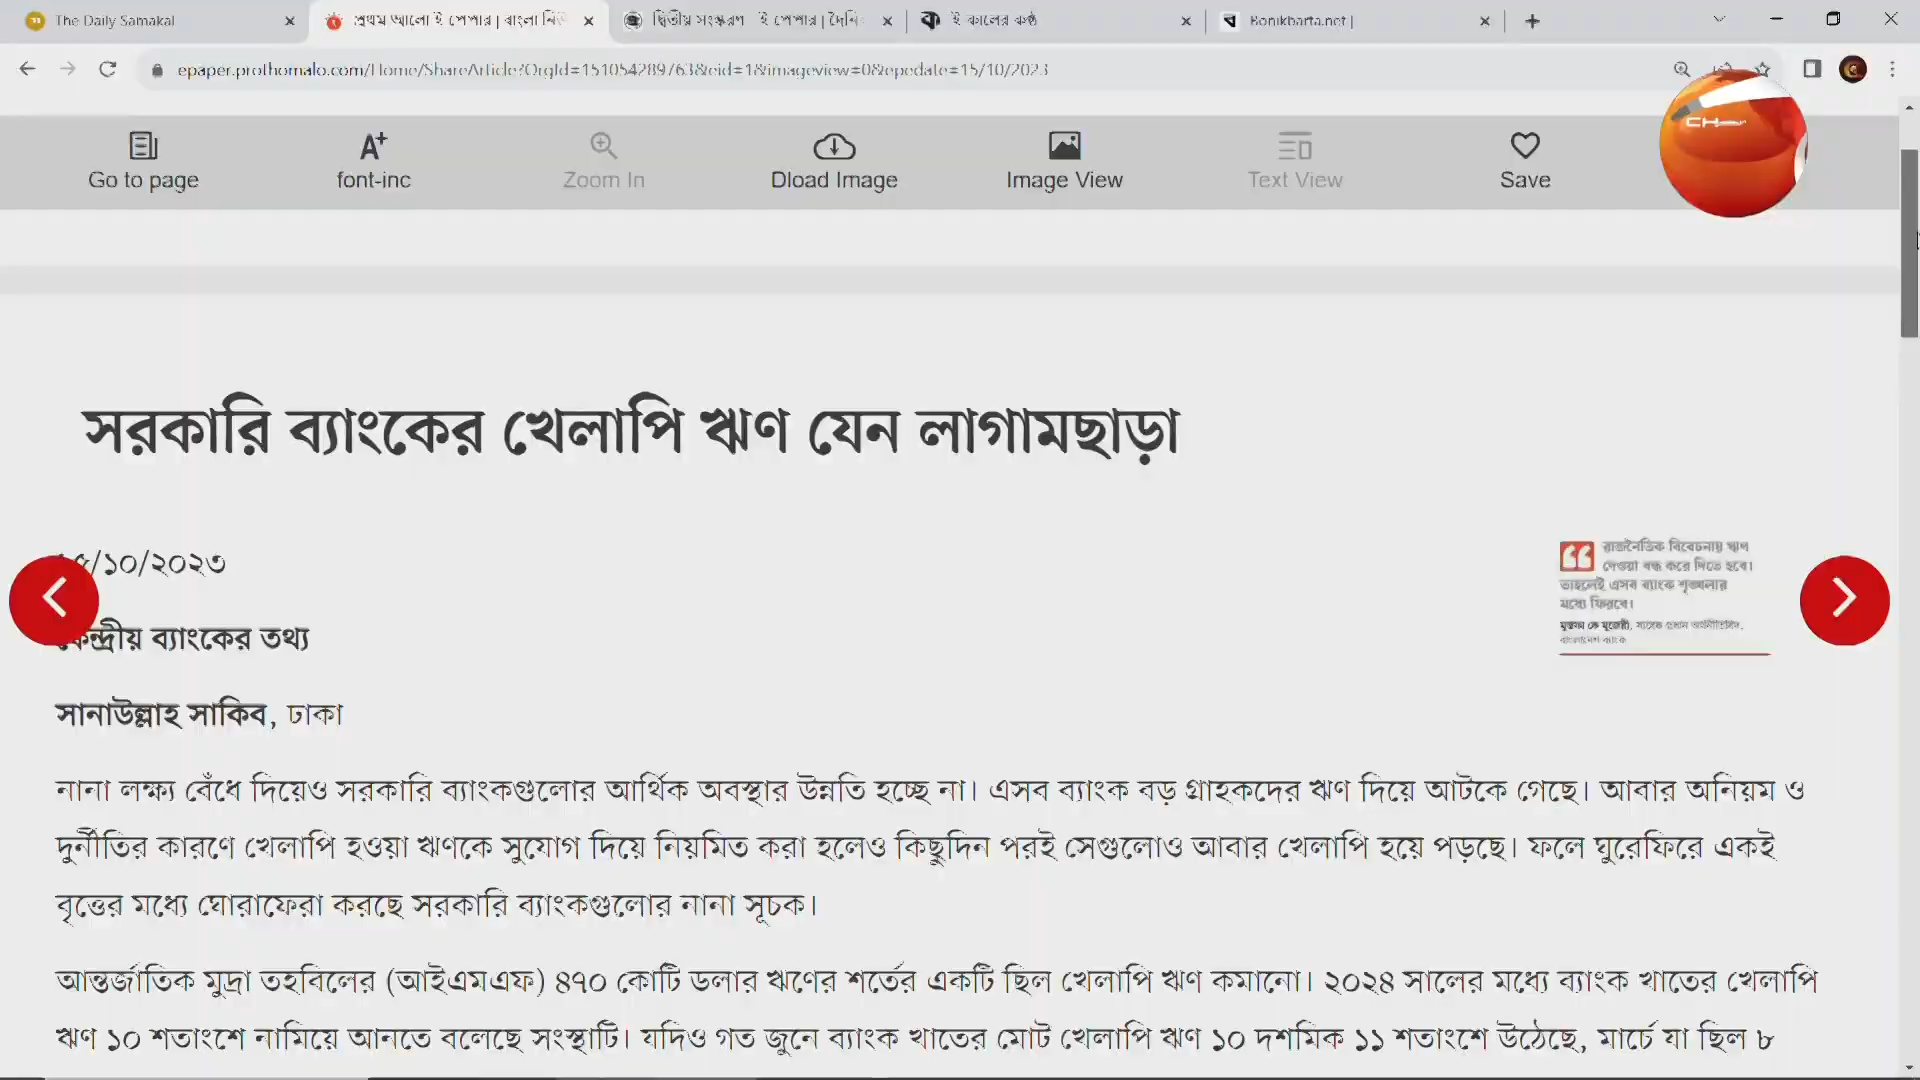 The Daily Samakal
প্রথম আলো ই পেপার | বাংলা নিউ
দ্বিতীয় সংস্করণ ই পেপার | দৈনি
ই কালের কণ্ঠ
Bonikbarta.net |
epaper.prothomalo.com/Home/ShareArticle?OrgId=151054289763&eid=1&imageview=0&epedate=15/10/2023
Go to page
font-inc
Zoom In
Dload Image
Image View
Text View
Save
সরকারি ব্যাংকের খেলাপি ঋণ যেন লাগামছাড়া
/১০/২০২৩
রাজনৈতিক বিবেচনায় ঋণ
দেওয়া বন্ধ করে দিতে হবে।
তাহলেই এসব ব্যাংক শৃঙ্খলার
মধ্যে ফিরবে।
মুস্তফা কে মুজেরী, সাবেক প্রধান অর্থনীতিবিদ,
বাংলাদেশ ব্যাংক
কেন্দ্রীয় ব্যাংকের তথ্য
সানাউল্লাহ সাকিব, ঢাকা
নানা লক্ষ্য বেঁধে দিয়েও সরকারি ব্যাংকগুলোর আর্থিক অবস্থার উন্নতি হচ্ছে না। এসব ব্যাংক বড় গ্রাহকদের ঋণ দিয়ে আটকে গেছে। আবার অনিয়ম ও
দুর্নীতির কারণে খেলাপি হওয়া ঋণকে সুযোগ দিয়ে নিয়মিত করা হলেও কিছুদিন পরই সেগুলোও আবার খেলাপি হয়ে পড়ছে। ফলে ঘুরেফিরে একই
বৃত্তের মধ্যে ঘোরাফেরা করছে সরকারি ব্যাংকগুলোর নানা সূচক।
আন্তর্জাতিক মুদ্রা তহবিলের (আইএমএফ) ৪৭০ কোটি ডলার ঋণের শর্তের একটি ছিল খেলাপি ঋণ কমানো। ২০২৪ সালের মধ্যে ব্যাংক খাতের খেলাপি
ঋণ ১০ শতাংশে নামিয়ে আনতে বলেছে সংস্থাটি। যদিও গত জুনে ব্যাংক খাতের মোট খেলাপি ঋণ ১০ দশমিক ১১ শতাংশে উঠেছে, মার্চে যা ছিল ৮